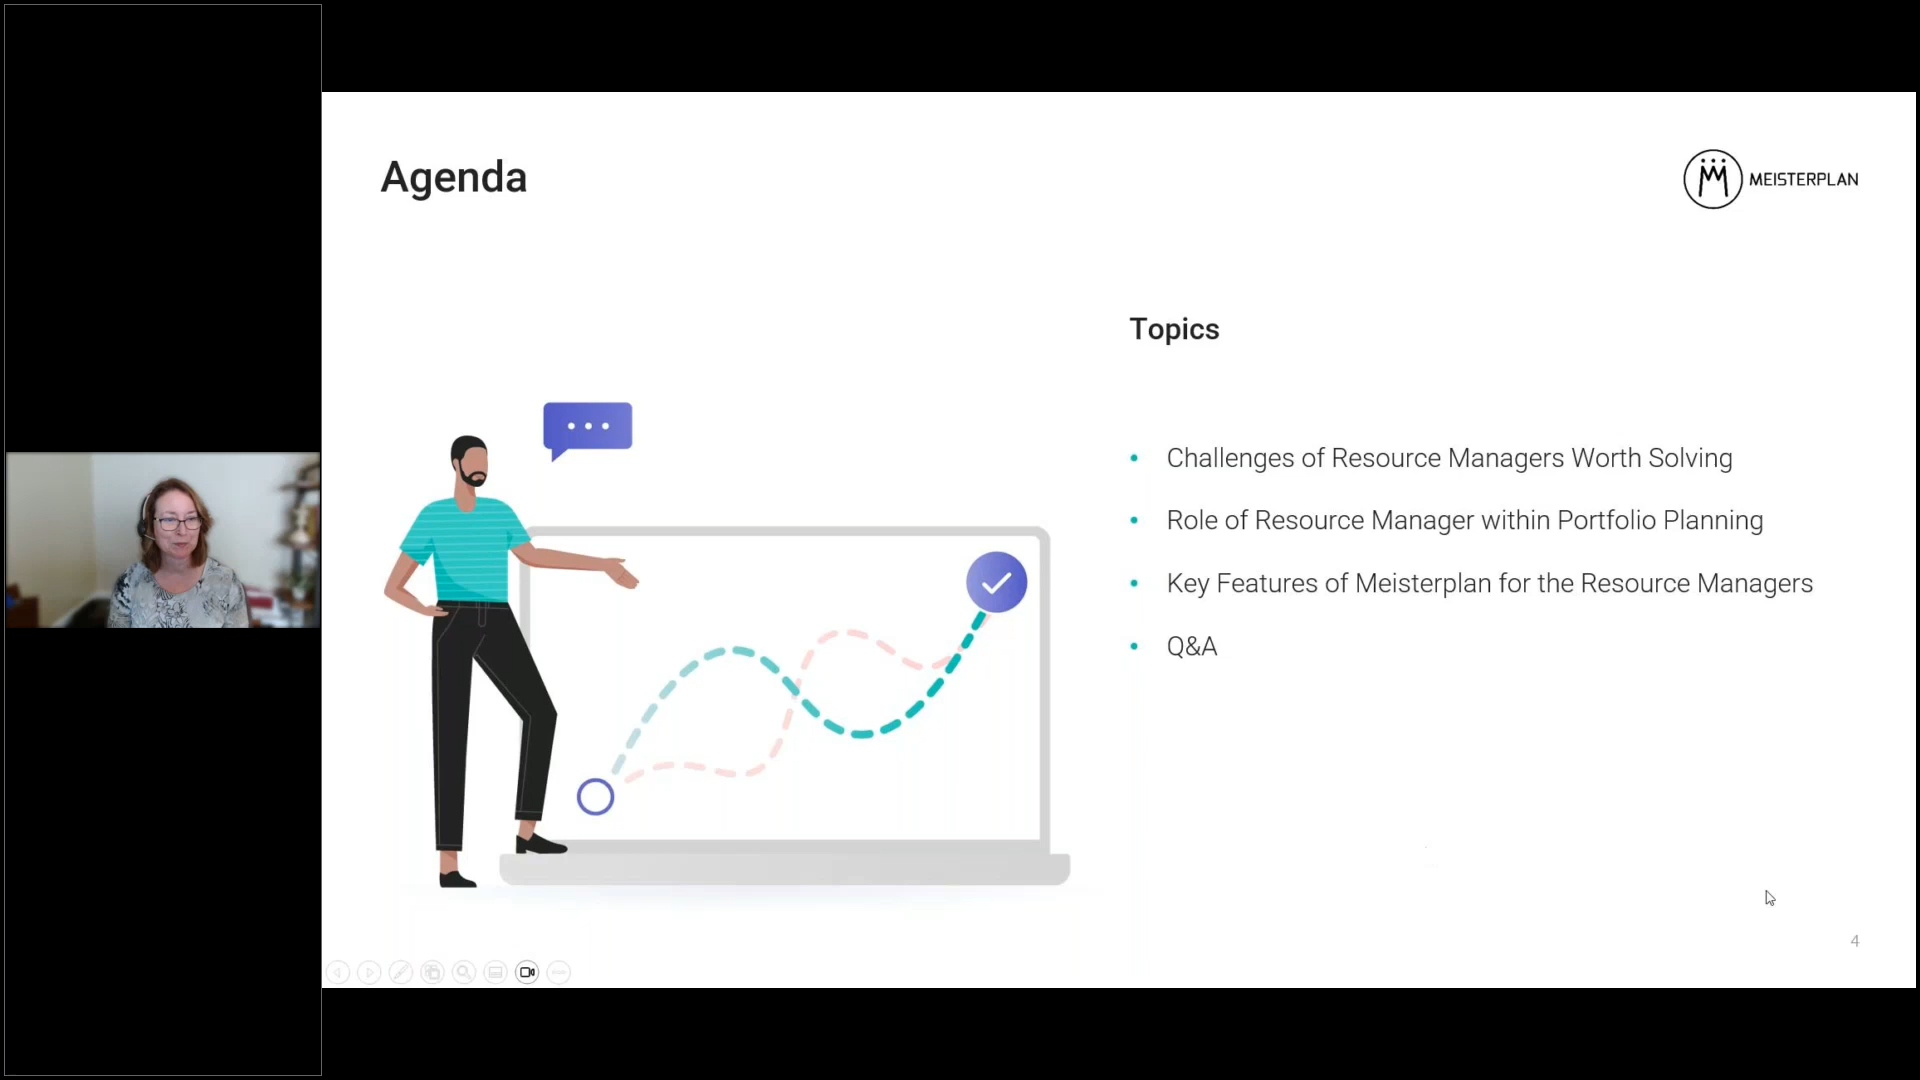 Agenda
MEISTERPLAN
Topics
• Challenges of Resource Managers Worth Solving
• Role of Resource Manager within Portfolio Planning
• Key Features of Meisterplan for the Resource Managers
• Q&A
4